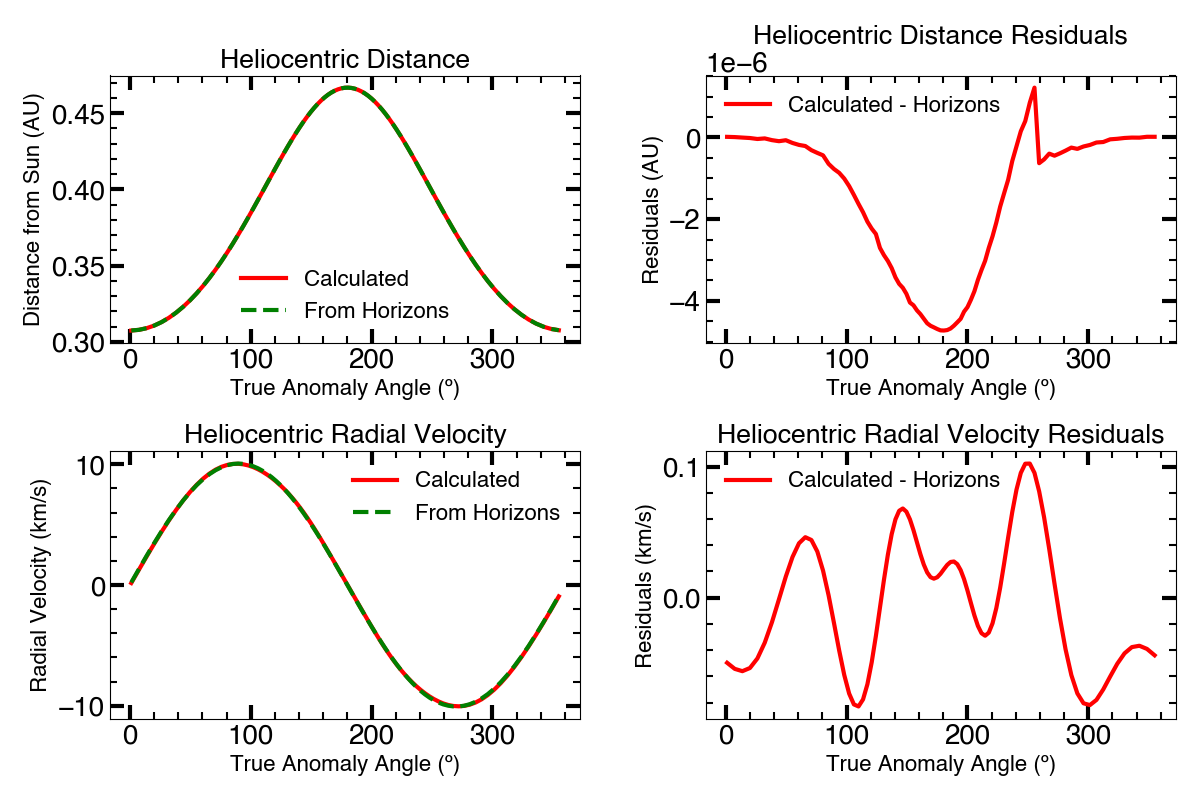 Heliocentric Distance
Distance from Sun (AU)
0.45
0.40
0.35
0.30
Calculated
From Horizons
0 100 200 300
True Anomaly Angle (º)
Heliocentric Distance Residuals
1e−6
Residuals (AU)
0
−2
−4
Calculated - Horizons
0 100 200 300
True Anomaly Angle (º)
Heliocentric Radial Velocity
Radial Velocity (km/s)
10
0
−10
Calculated
From Horizons
0 100 200 300
True Anomaly Angle (º)
Heliocentric Radial Velocity Residuals
Residuals (km/s)
0.1
0.0
Calculated - Horizons
0 100 200 300
True Anomaly Angle (º)